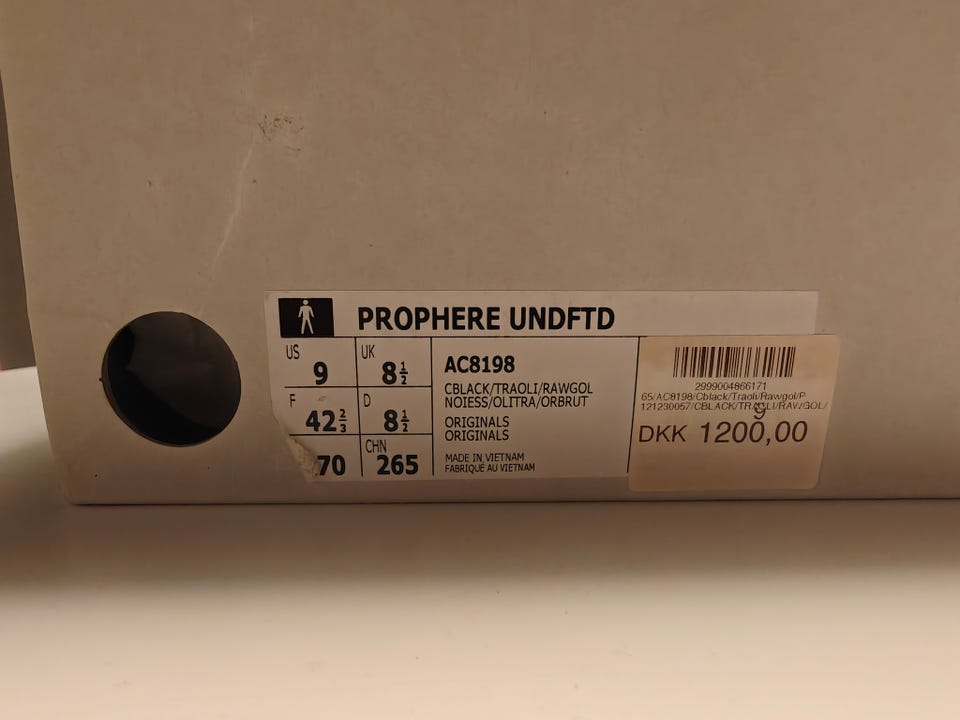 PROPHERE UNDFTD
US 9
UK 8½
F 42⅔
D 8½
70
CHN 265
AC8198
CBLACK/TRAOLI/RAWGOL
NOIESS/OLITRA/ORBRUT
ORIGINALS
ORIGINALS
MADE IN VIETNAM
FABRIQUÉ AU VIETNAM
2999004866171
65/AC8198/Cblack/Traoli/Rawgol/P
121230057/CBLACK/TRAOLI/RAV/GOL/
9
DKK 1200,00